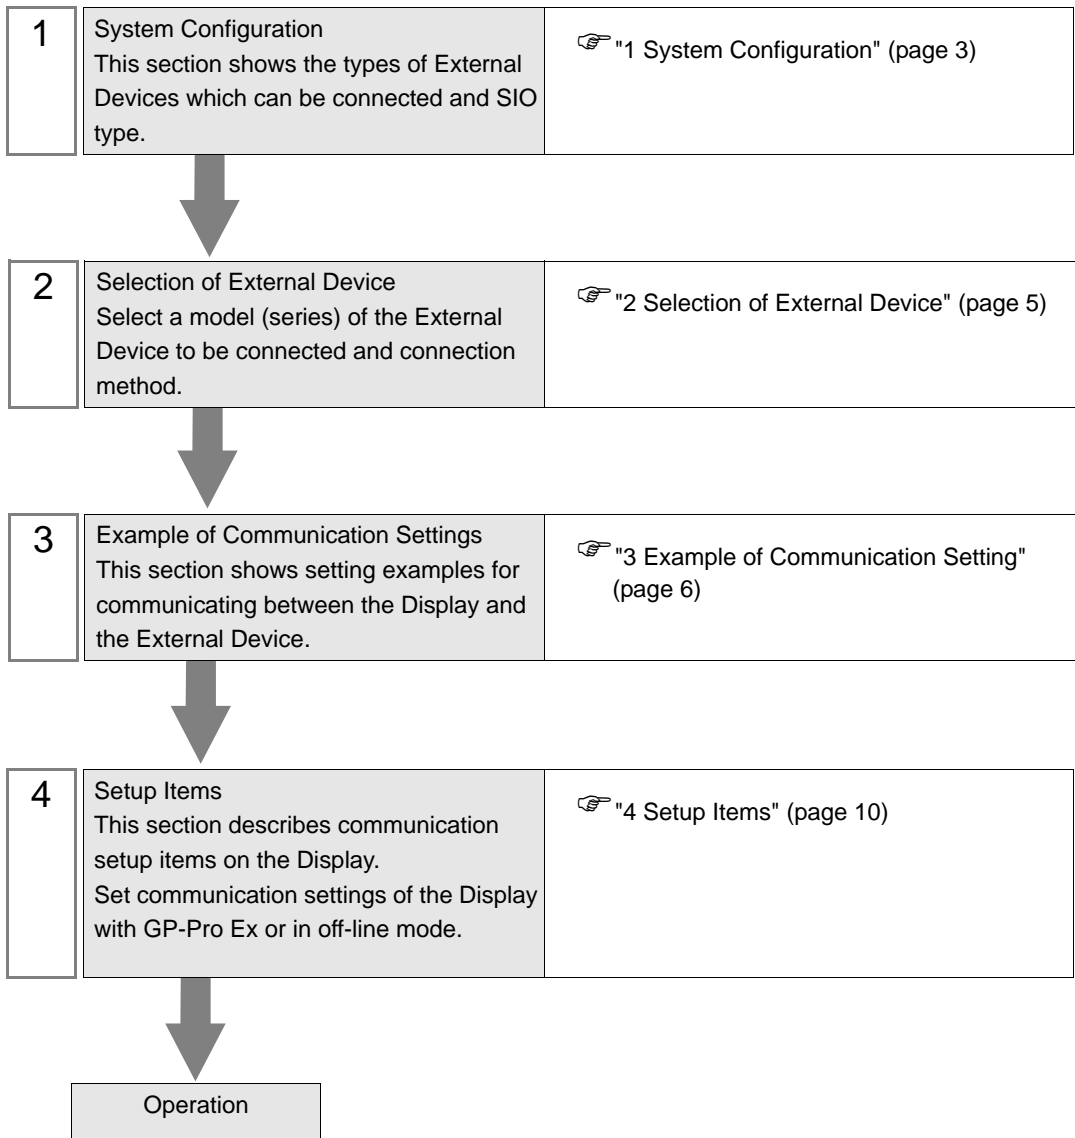 1
System Configuration
This section shows the types of External
Devices which can be connected and SIO
type.
"1 System Configuration" (page 3)
2
Selection of External Device
Select a model (series) of the External
Device to be connected and connection
method.
"2 Selection of External Device" (page 5)
3
Example of Communication Settings
This section shows setting examples for
communicating between the Display and
the External Device.
"3 Example of Communication Setting"
(page 6)
4
Setup Items
This section describes communication
setup items on the Display.
Set communication settings of the Display
with GP-Pro Ex or in off-line mode.
"4 Setup Items" (page 10)
Operation